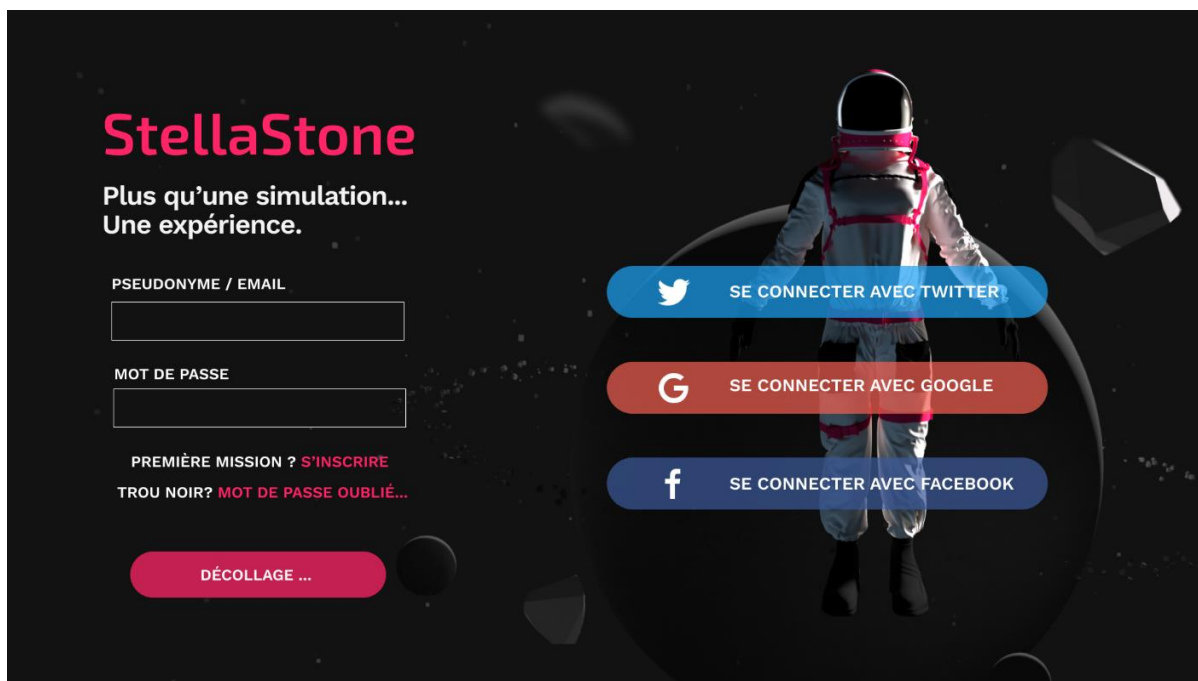 StellaStone
Plus qu’une simulation...
Une expérience.
PSEUDONYME / EMAIL
MOT DE PASSE
PREMIÈRE MISSION ? S’INSCRIRE
TROU NOIR? MOT DE PASSE OUBLIÉ...
DÉCOLLAGE ...
SE CONNECTER AVEC TWITTER
G SE CONNECTER AVEC GOOGLE
f SE CONNECTER AVEC FACEBOOK